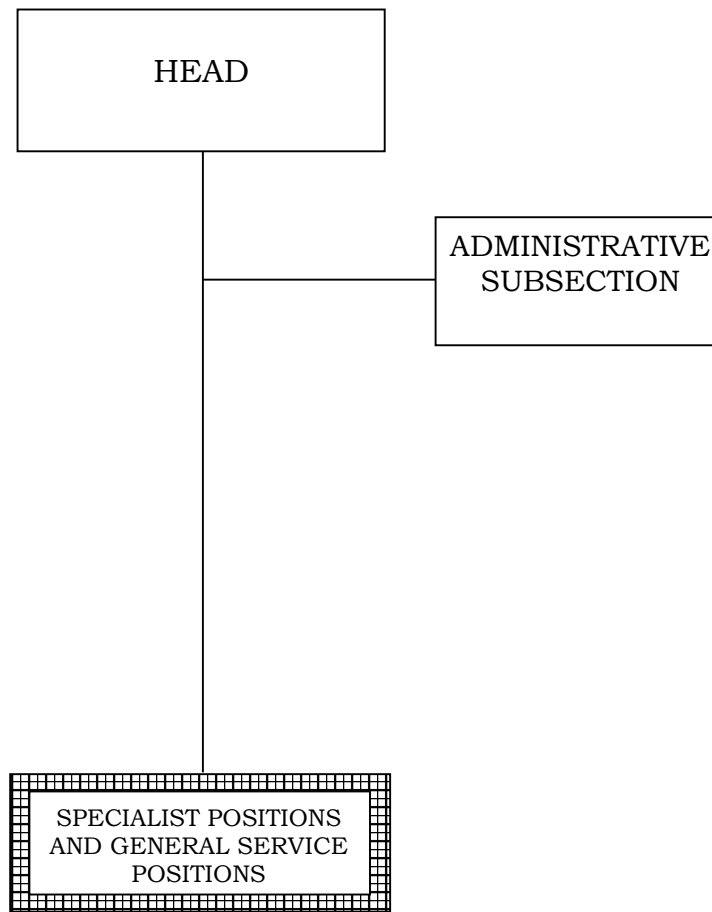 HEAD
ADMINISTRATIVE
SUBSECTION
SPECIALIST POSITIONS
AND GENERAL SERVICE
POSITIONS